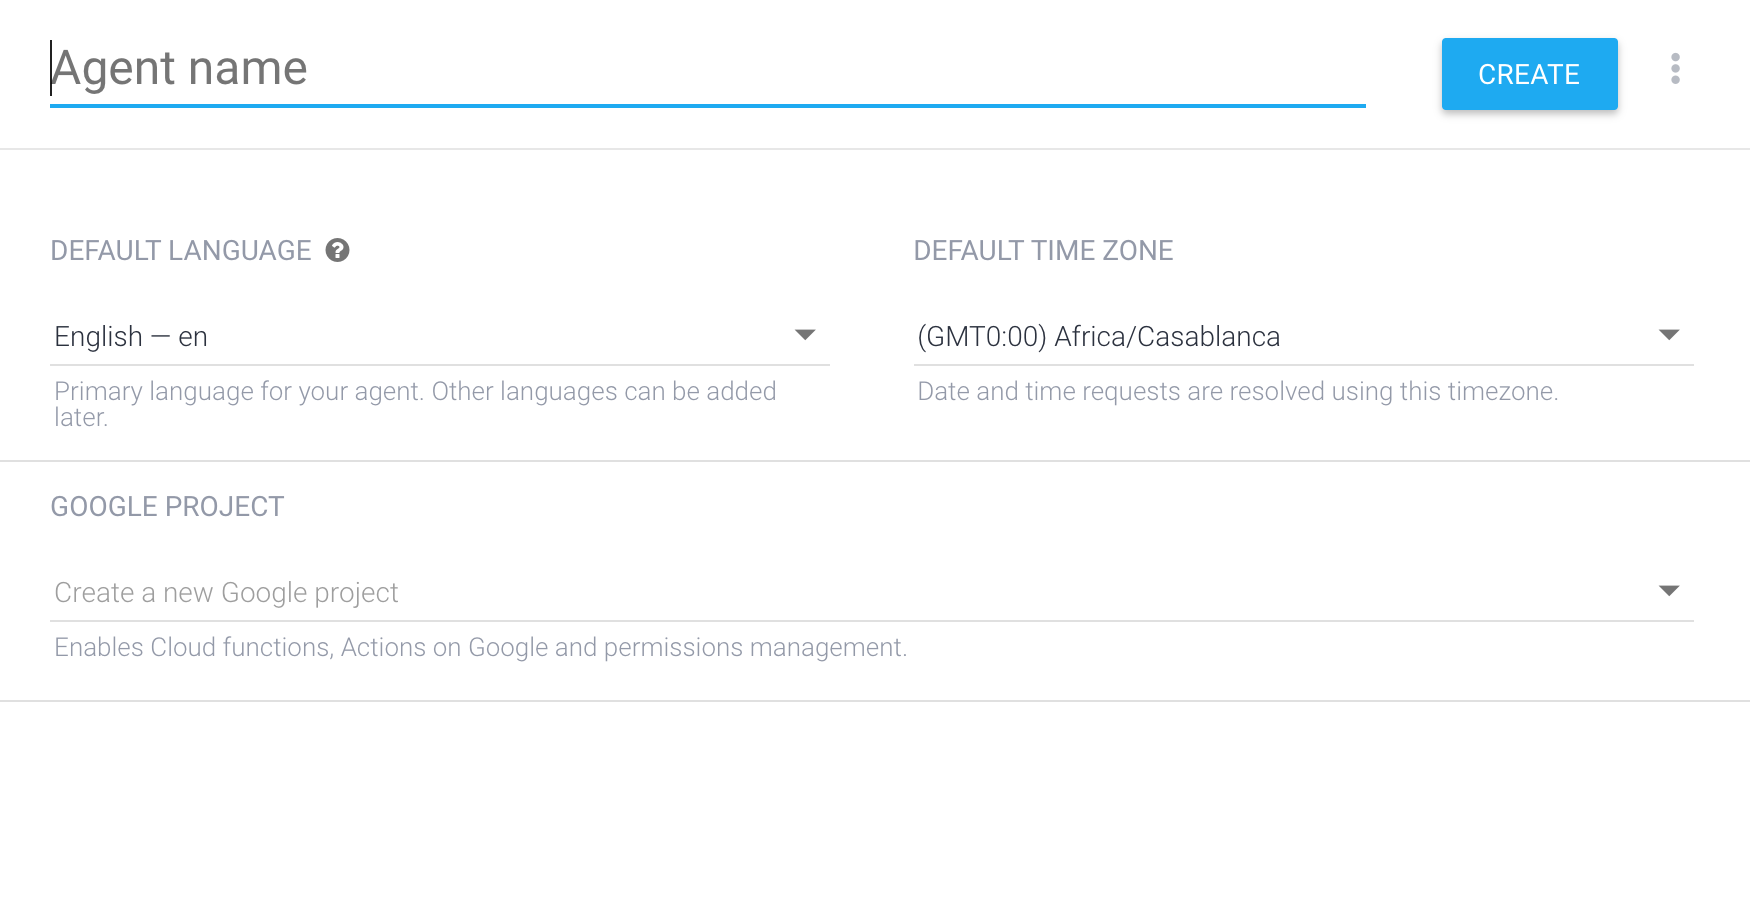 Agent name
CREATE
DEFAULT LANGUAGE
DEFAULT TIME ZONE
English — en
(GMT0:00) Africa/Casablanca
Primary language for your agent. Other languages can be added
later.
Date and time requests are resolved using this timezone.
GOOGLE PROJECT
Create a new Google project
Enables Cloud functions, Actions on Google and permissions management.